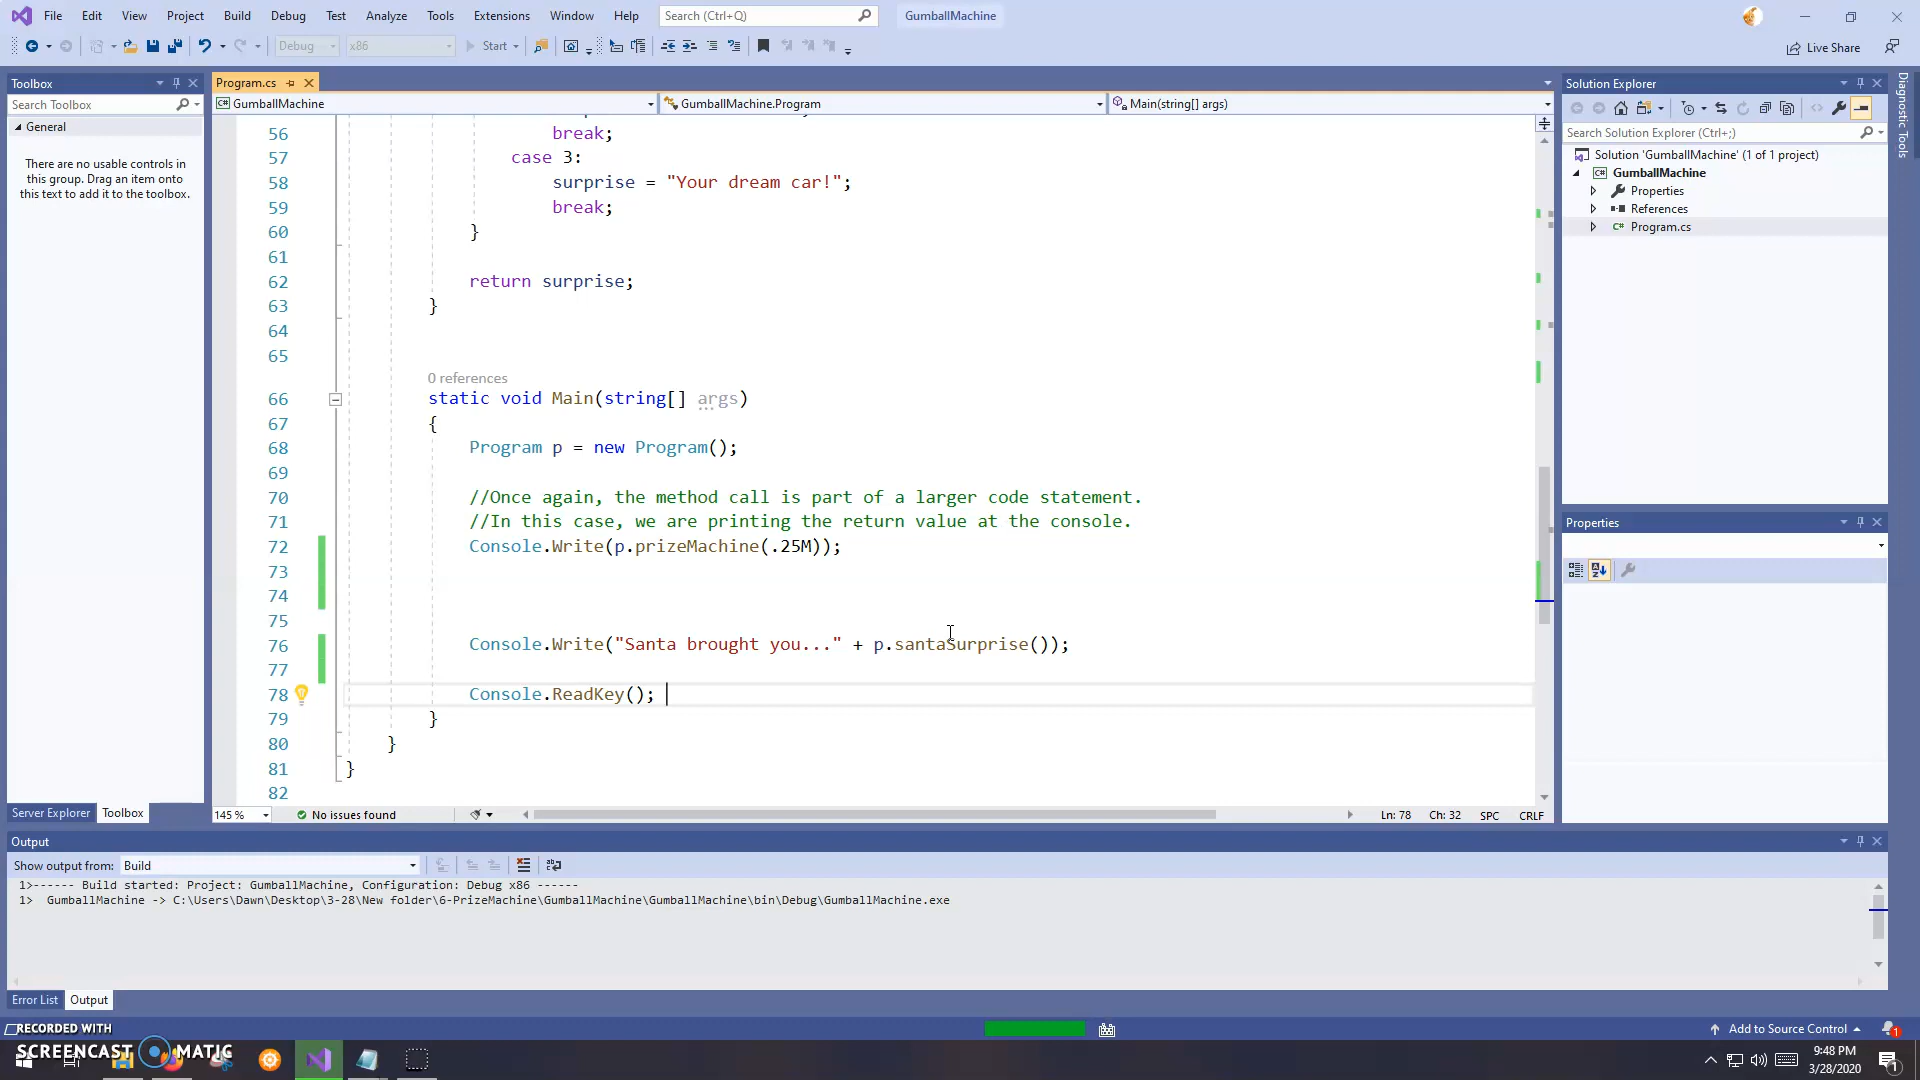 File Edit View Project Build Debug Test Analyze Tools Extensions Window Help Search (Ctrl+Q) GumballMachine
Debug x86 Start Live Share
Toolbox
Search Toolbox
General
There are no usable controls in
this group. Drag an item onto
this text to add it to the toolbox.
Server Explorer Toolbox
Program.cs
GumballMachine GumballMachine.Program Main(string[] args)
56 break;
57 case 3:
58 surprise = "Your dream car!";
59 break;
60 }
61
62 return surprise;
63 }
64
65
0 references
66 static void Main(string[] args)
67 {
68 Program p = new Program();
69
70 //Once again, the method call is part of a larger code statement.
71 //In this case, we are printing the return value at the console.
72 Console.Write(p.prizeMachine(.25M));
73
74
75
76 Console.Write("Santa brought you..." + p.santaSurprise());
77
78 Console.ReadKey();
79 }
80 }
81 }
82
145 % No issues found Ln: 78 Ch: 32 SPC CRLF
Solution Explorer
Search Solution Explorer (Ctrl+;)
Solution 'GumballMachine' (1 of 1 project)
GumballMachine
Properties
References
Program.cs
Properties
Diagnostic Tools
Output
Show output from: Build
1>------ Build started: Project: GumballMachine, Configuration: Debug x86 ------
1> GumballMachine -> C:\Users\Dawn\Desktop\3-28\New folder\6-PrizeMachine\GumballMachine\GumballMachine\bin\Debug\GumballMachine.exe
Error List Output
Add to Source Control 1
RECORDED WITH
SCREENCAST MATIC
9:48 PM
3/28/2020
1